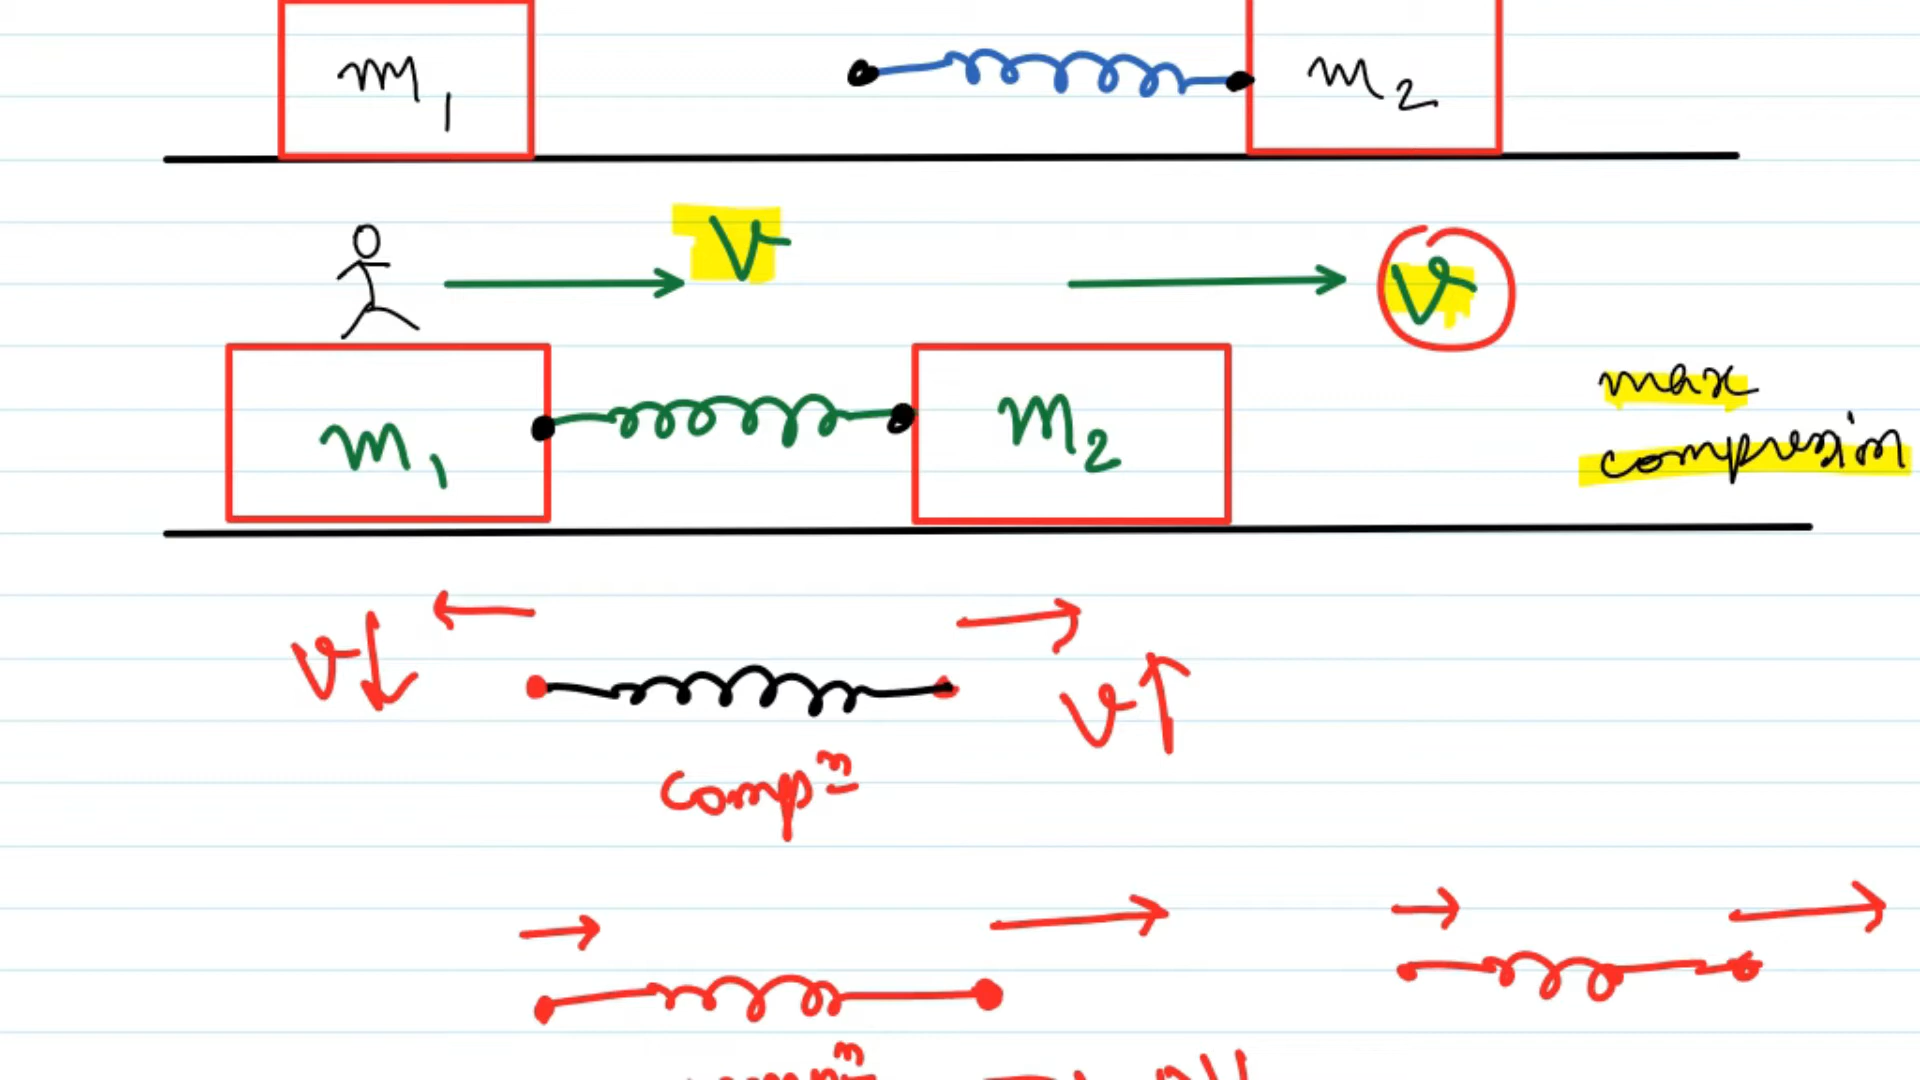 m₁ m₂
v v
max
compression
m₁ m₂
v↓ v↑
compⁿ